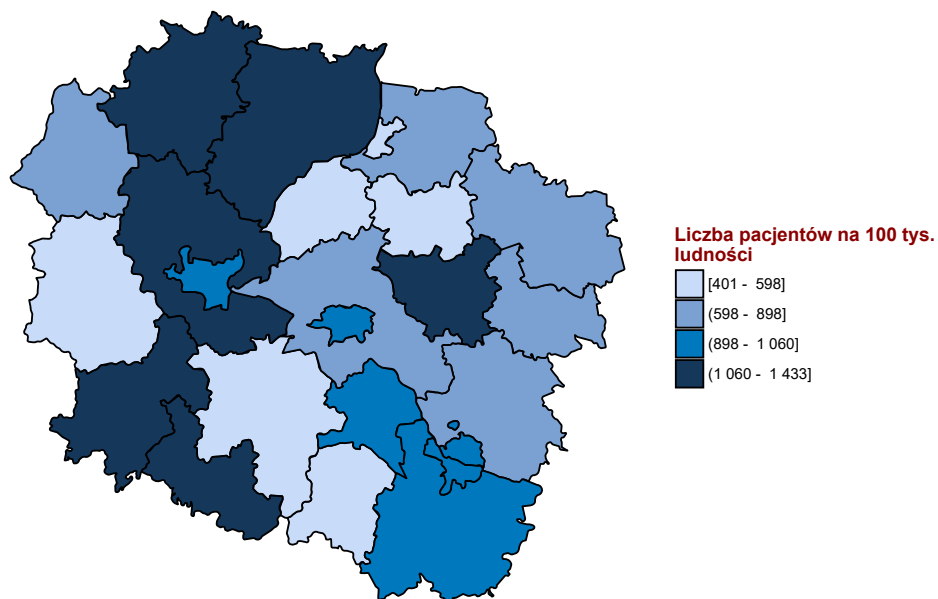 Liczba pacjentów na 100 tys.
ludności
[401 - 598]
(598 - 898]
(898 - 1 060]
(1 060 - 1 433]